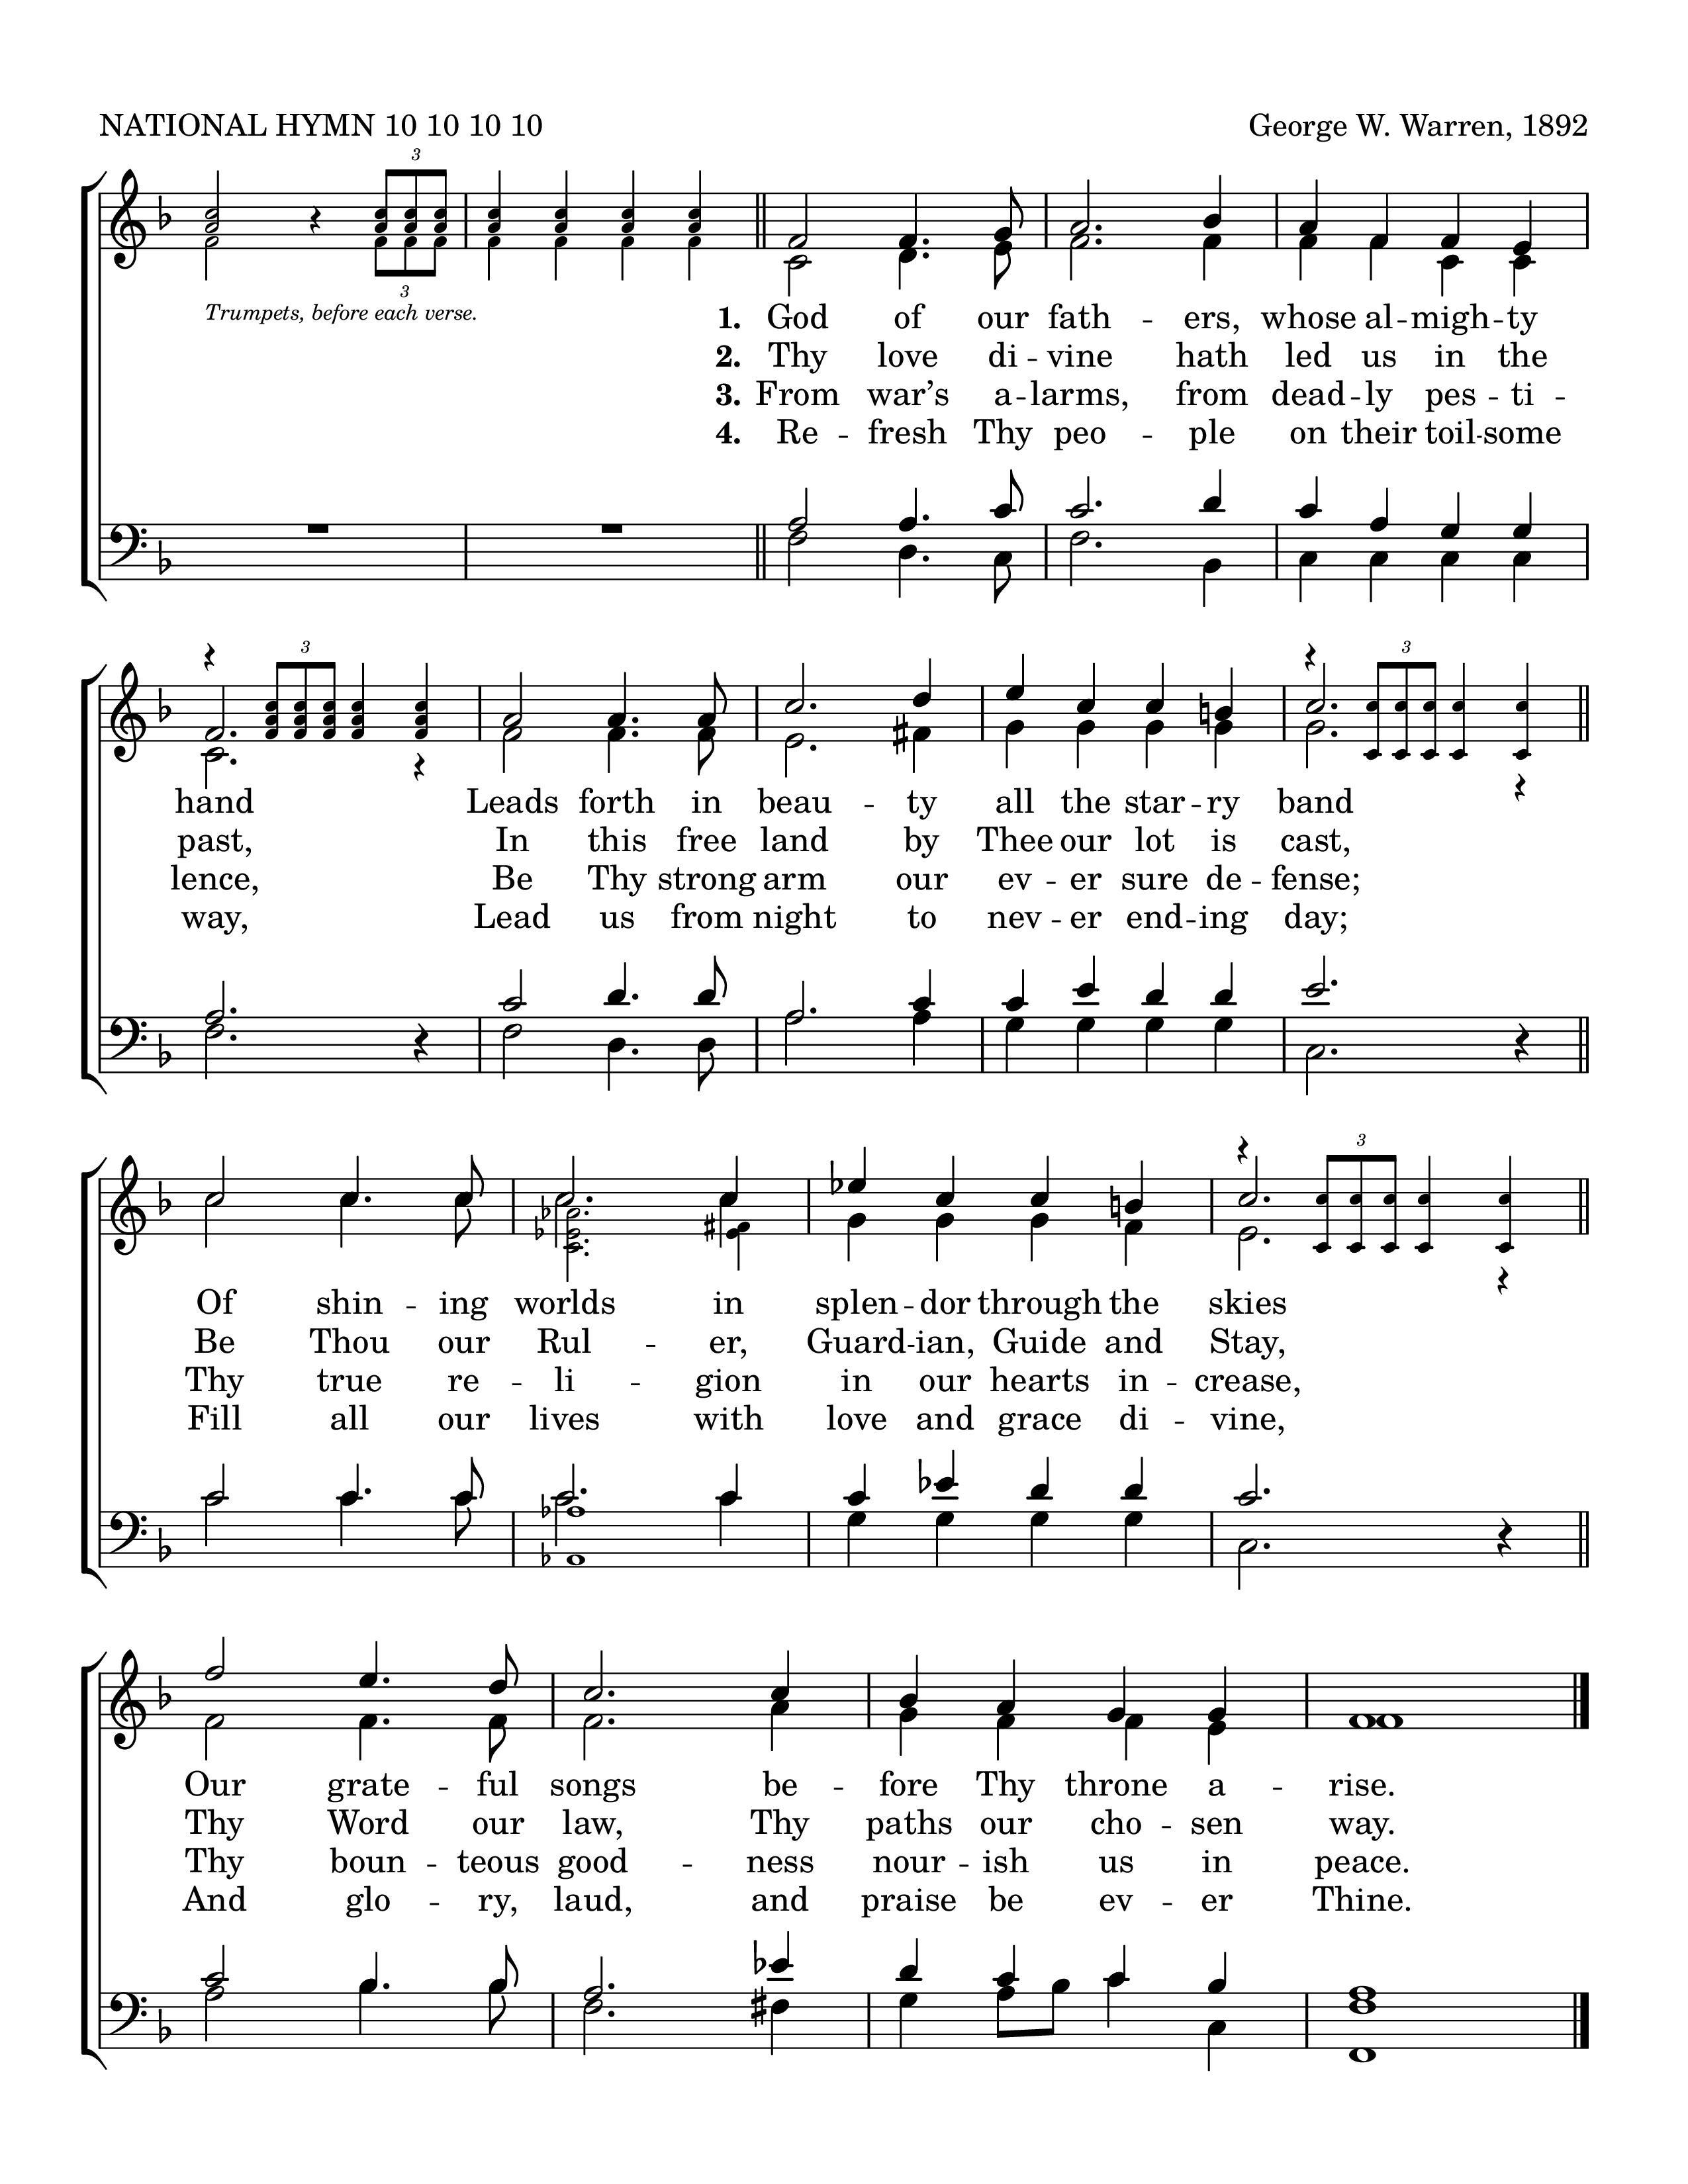 NATIONAL HYMN 10 10 10 10 George W. Warren, 1892
3
3
Trumpets, before each verse.
1. God of our fath -- ers, whose al -- migh -- ty
2. Thy love di -- vine hath led us in the
3. From war’s a -- larms, from dead -- ly pes -- ti --
4. Re -- fresh Thy peo -- ple on their toil -- some
3 3
hand Leads forth in beau -- ty all the star -- ry band
past, In this free land by Thee our lot is cast,
lence, Be Thy strong arm our ev -- er sure de -- fense;
way, Lead us from night to nev -- er end -- ing day;
3
Of shin -- ing worlds in splen -- dor through the skies
Be Thou our Rul -- er, Guard -- ian, Guide and Stay,
Thy true re -- li -- gion in our hearts in -- crease,
Fill all our lives with love and grace di -- vine,
Our grate -- ful songs be -- fore Thy throne a -- rise.
Thy Word our law, Thy paths our cho -- sen way.
Thy boun -- teous good -- ness nour -- ish us in peace.
And glo -- ry, laud, and praise be ev -- er Thine.